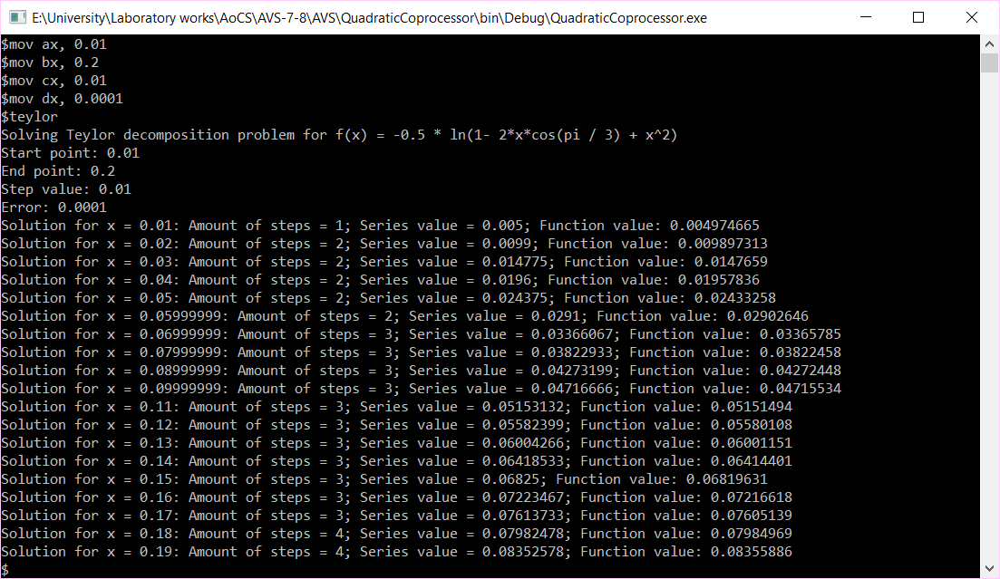 E:\University\Laboratory works\AoCS\AVS-7-8\AVS\QuadraticCoprocessor\bin\Debug\QuadraticCoprocessor.exe
$mov ax, 0.01
$mov bx, 0.2
$mov cx, 0.01
$mov dx, 0.0001
$teylor
Solving Teylor decomposition problem for f(x) = -0.5 * ln(1- 2*x*cos(pi / 3) + x^2)
Start point: 0.01
End point: 0.2
Step value: 0.01
Error: 0.0001
Solution for x = 0.01: Amount of steps = 1; Series value = 0.005; Function value: 0.004974665
Solution for x = 0.02: Amount of steps = 2; Series value = 0.0099; Function value: 0.009897313
Solution for x = 0.03: Amount of steps = 2; Series value = 0.014775; Function value: 0.0147659
Solution for x = 0.04: Amount of steps = 2; Series value = 0.0196; Function value: 0.01957836
Solution for x = 0.05: Amount of steps = 2; Series value = 0.024375; Function value: 0.02433258
Solution for x = 0.05999999: Amount of steps = 2; Series value = 0.0291; Function value: 0.02902646
Solution for x = 0.06999999: Amount of steps = 3; Series value = 0.03366067; Function value: 0.03365785
Solution for x = 0.07999999: Amount of steps = 3; Series value = 0.03822933; Function value: 0.03822458
Solution for x = 0.08999999: Amount of steps = 3; Series value = 0.04273199; Function value: 0.04272448
Solution for x = 0.09999999: Amount of steps = 3; Series value = 0.04716666; Function value: 0.04715534
Solution for x = 0.11: Amount of steps = 3; Series value = 0.05153132; Function value: 0.05151494
Solution for x = 0.12: Amount of steps = 3; Series value = 0.05582399; Function value: 0.05580108
Solution for x = 0.13: Amount of steps = 3; Series value = 0.06004266; Function value: 0.06001151
Solution for x = 0.14: Amount of steps = 3; Series value = 0.06418533; Function value: 0.06414401
Solution for x = 0.15: Amount of steps = 3; Series value = 0.06825; Function value: 0.06819631
Solution for x = 0.16: Amount of steps = 3; Series value = 0.07223467; Function value: 0.07216618
Solution for x = 0.17: Amount of steps = 3; Series value = 0.07613733; Function value: 0.07605139
Solution for x = 0.18: Amount of steps = 4; Series value = 0.07982478; Function value: 0.07984969
Solution for x = 0.19: Amount of steps = 4; Series value = 0.08352578; Function value: 0.08355886
$